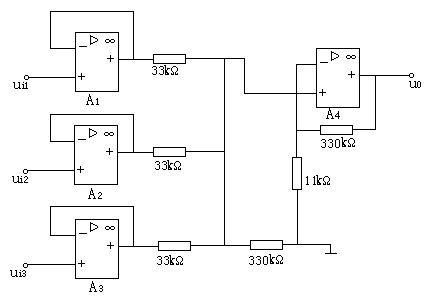 − ▷ ∞
+ +
ui1
A1
33kΩ
− ▷ ∞
+ +
u0
A4
330kΩ
− ▷ ∞
+ +
ui2
A2
33kΩ
11kΩ
− ▷ ∞
+ +
ui3
A3
33kΩ
330kΩ